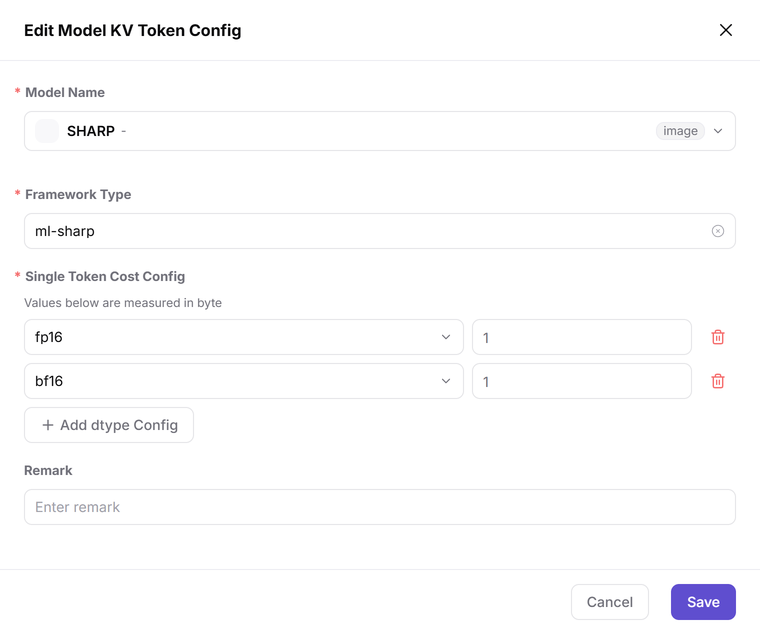 Edit Model KV Token Config
* Model Name
SHARP - image
* Framework Type
ml-sharp
* Single Token Cost Config
Values below are measured in byte
fp16 1
bf16 1
+ Add dtype Config
Remark
Enter remark
Cancel Save